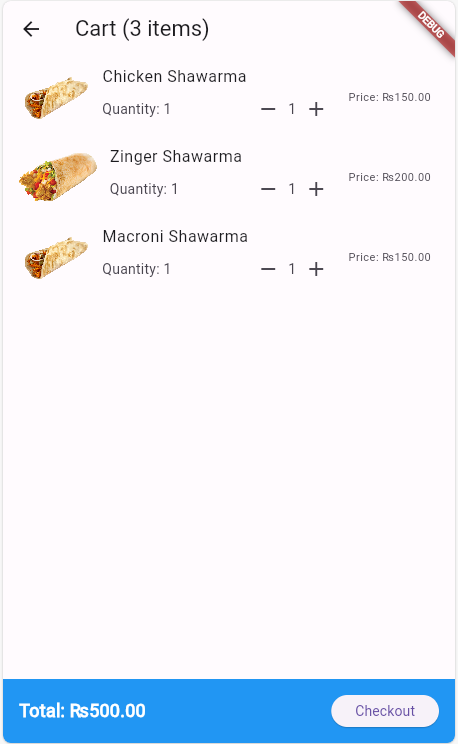 Cart (3 items)
DEBUG
Chicken Shawarma
Quantity: 1
1
Price: ₨150.00
Zinger Shawarma
Quantity: 1
1
Price: ₨200.00
Macroni Shawarma
Quantity: 1
1
Price: ₨150.00
Total: ₨500.00
Checkout